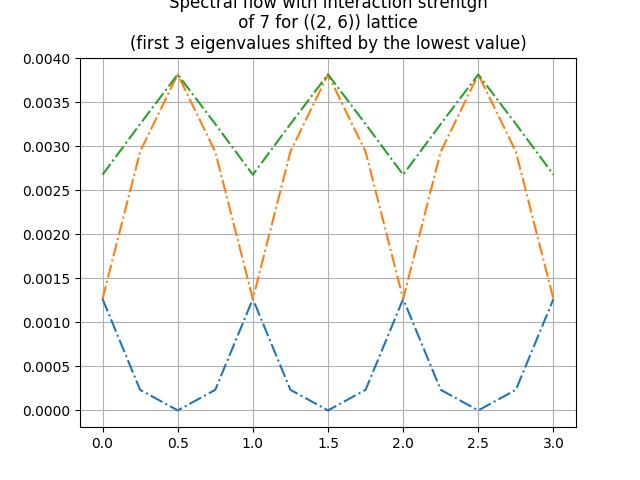 Spectral flow with interaction strentgh
of 7 for ((2, 6)) lattice
(first 3 eigenvalues shifted by the lowest value)
0.0040
0.0035
0.0030
0.0025
0.0020
0.0015
0.0010
0.0005
0.0000
0.0 0.5 1.0 1.5 2.0 2.5 3.0